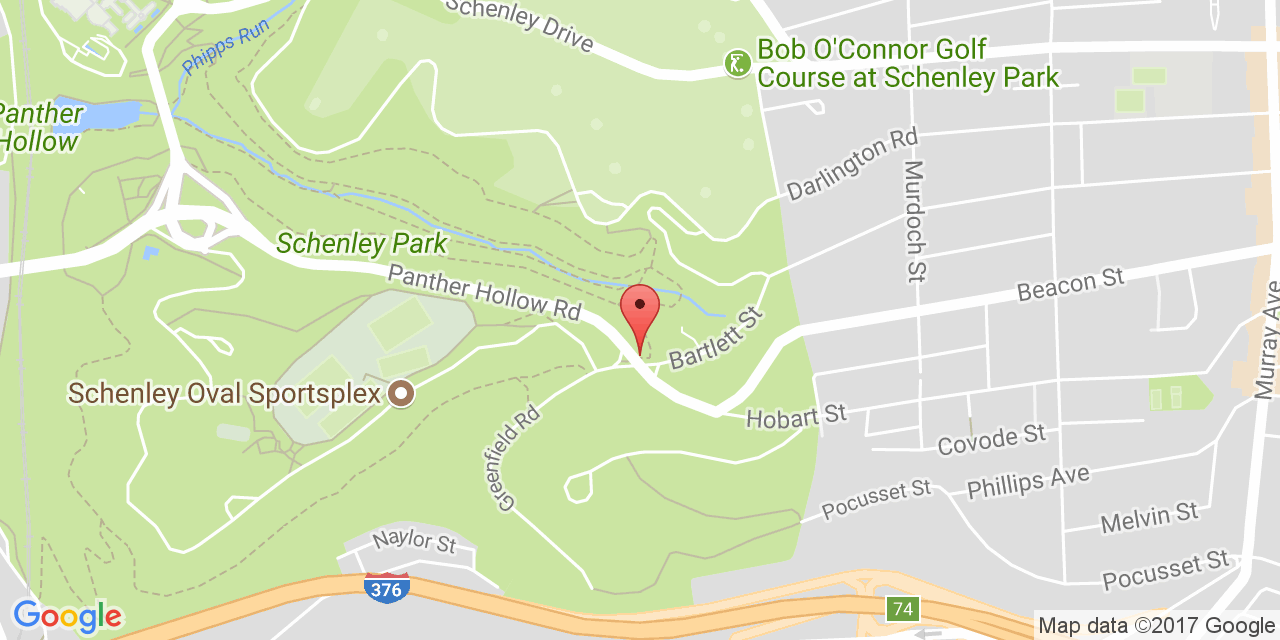 Schenley Drive
Phipps Run
Bob O'Connor Golf
Course at Schenley Park
Panther
Hollow
Darlington Rd
Murdoch St
Schenley Park
Panther Hollow Rd
Beacon St
Murray Ave
Bartlett St
Schenley Oval Sportsplex
Hobart St
Greenfield Rd
Covode St
Phillips Ave
Pocusset St
Melvin St
Naylor St
Pocusset St
376
74
Google
Map data ©2017 Google